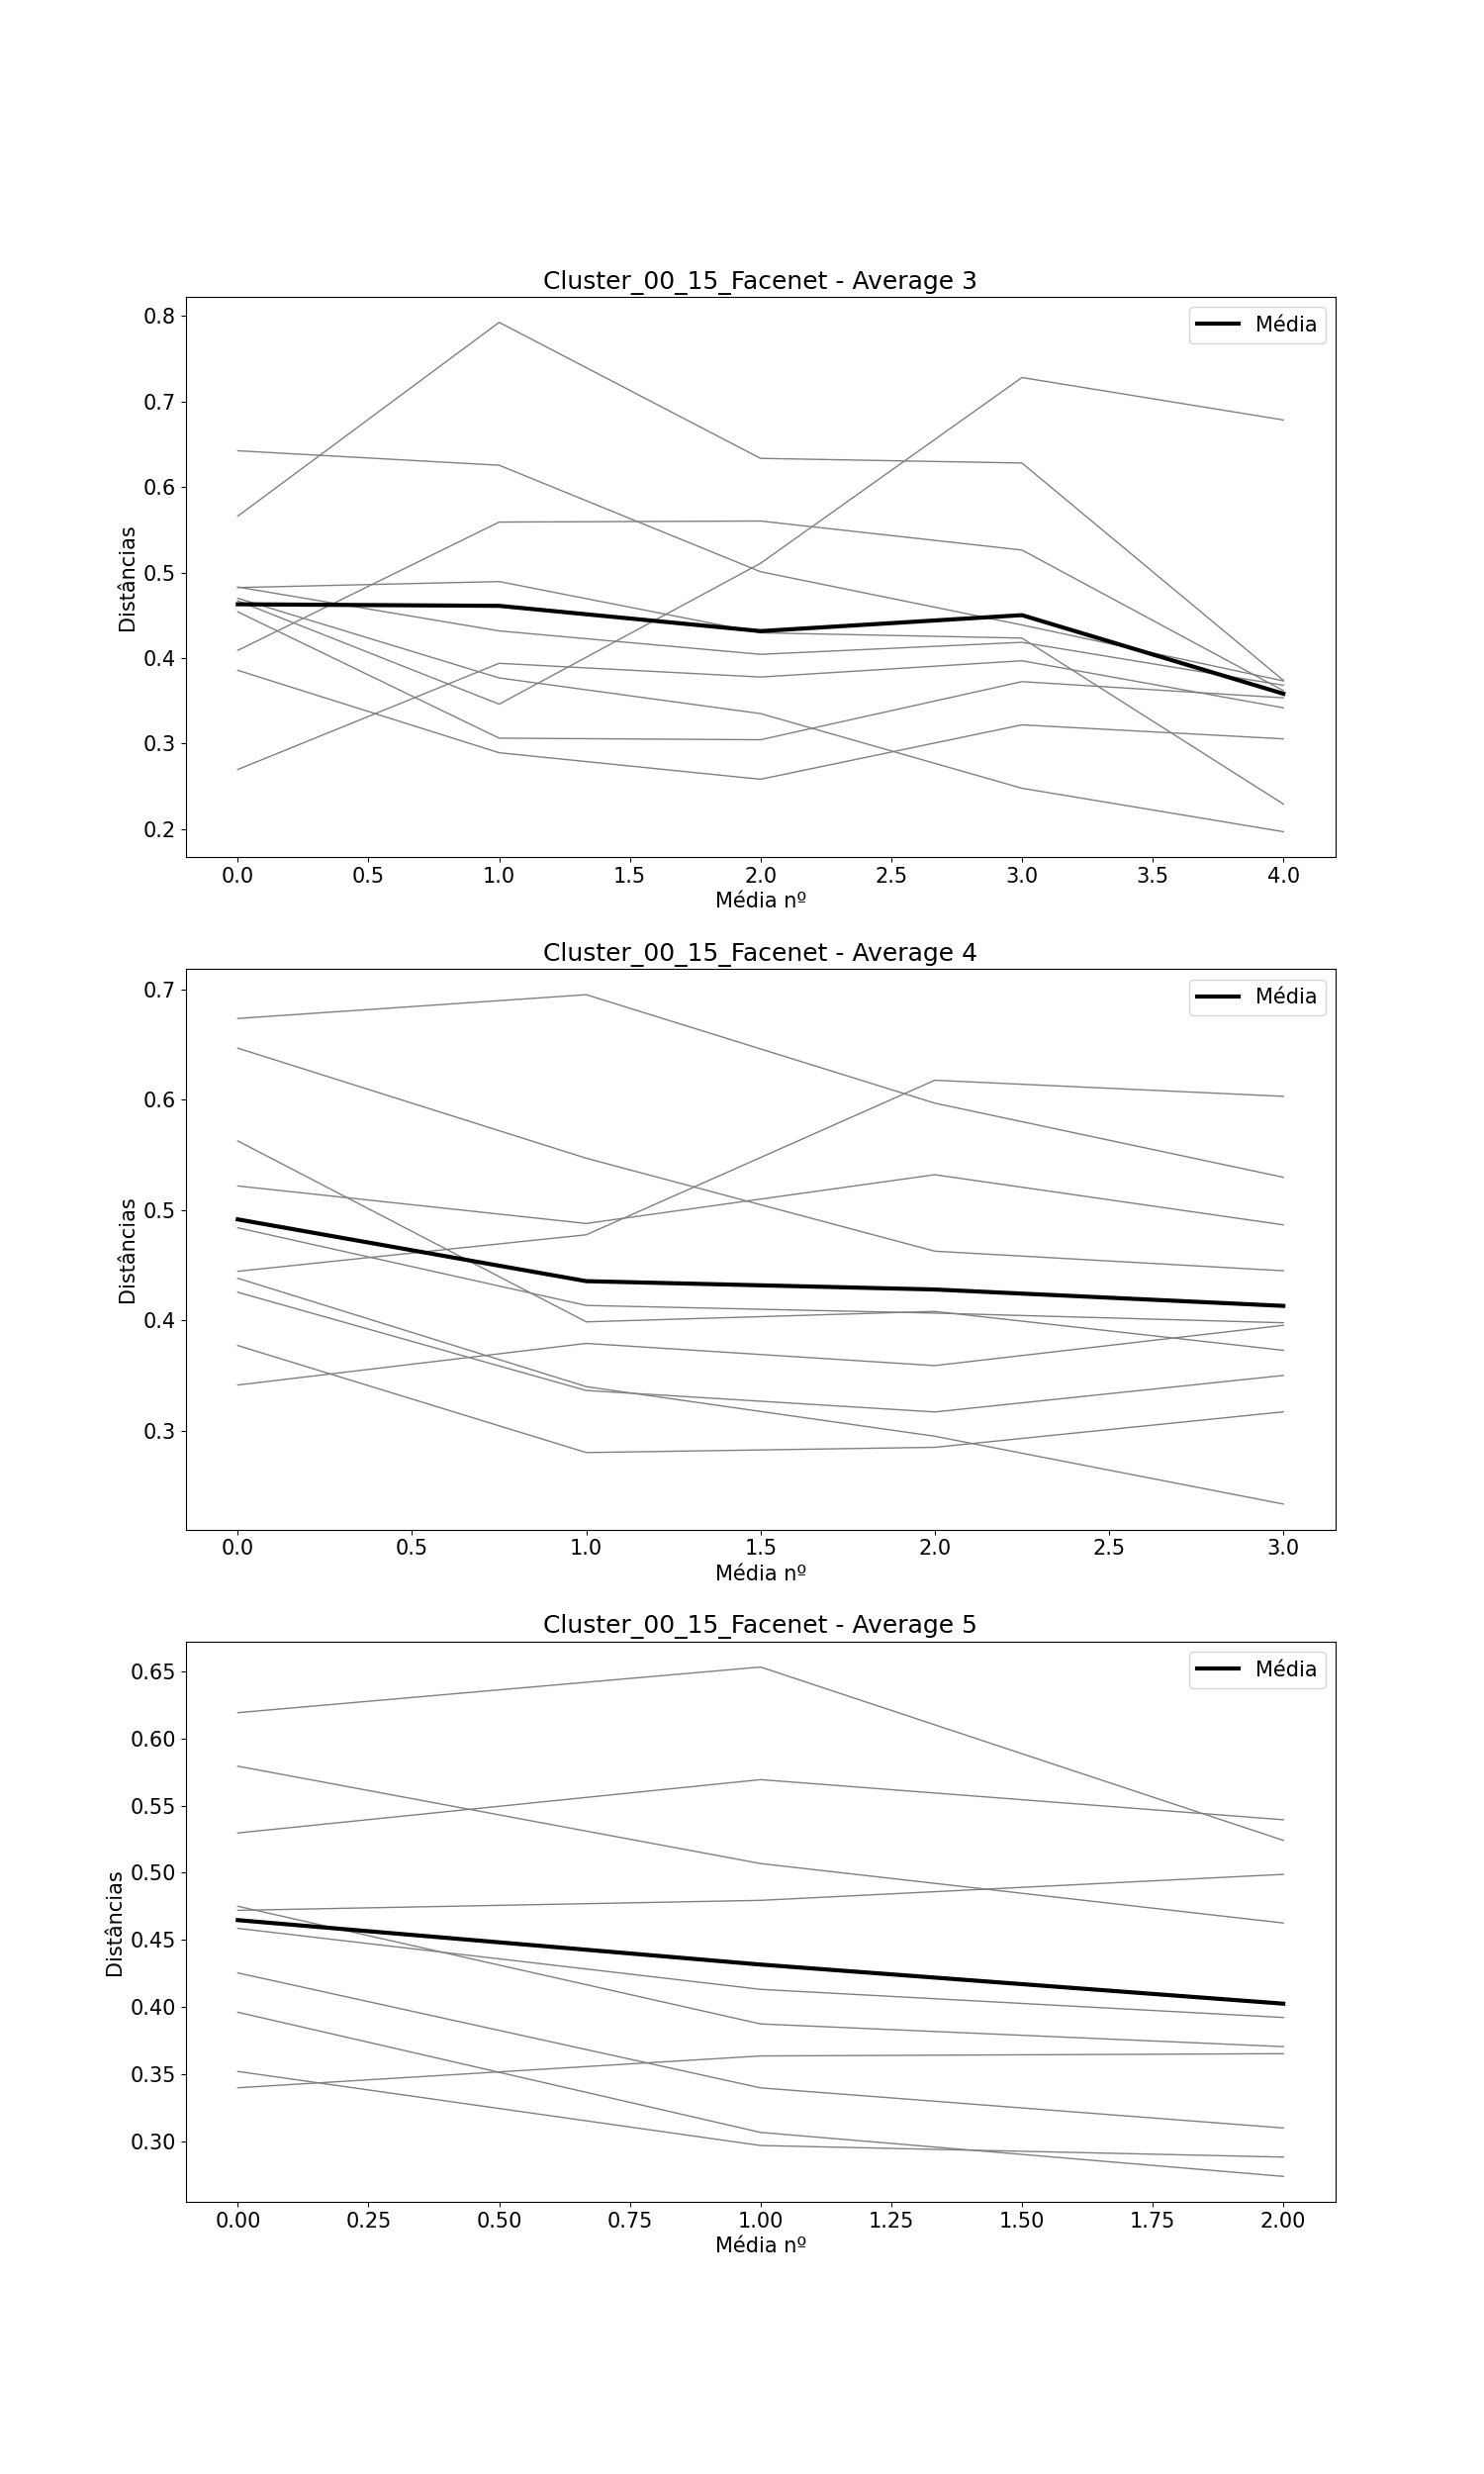 Cluster_00_15_Facenet - Average 3
Média
0.8
0.7
0.6
0.5
0.4
0.3
0.2
Distâncias
0.0 0.5 1.0 1.5 2.0 2.5 3.0 3.5 4.0
Média nº
Cluster_00_15_Facenet - Average 4
Média
0.7
0.6
0.5
0.4
0.3
Distâncias
0.0 0.5 1.0 1.5 2.0 2.5 3.0
Média nº
Cluster_00_15_Facenet - Average 5
Média
0.65
0.60
0.55
0.50
0.45
0.40
0.35
0.30
Distâncias
0.00 0.25 0.50 0.75 1.00 1.25 1.50 1.75 2.00
Média nº